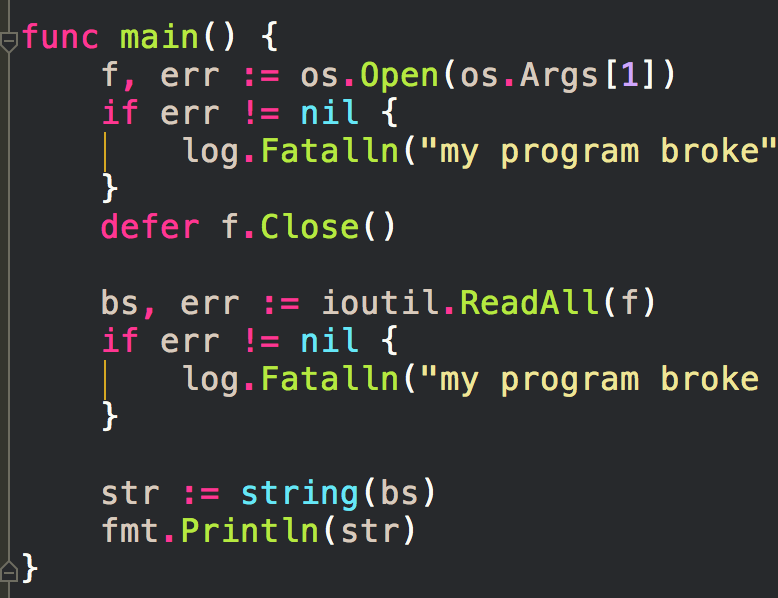 func main() {
    f, err := os.Open(os.Args[1])
    if err != nil {
        log.Fatalln("my program broke"
    }
    defer f.Close()

    bs, err := ioutil.ReadAll(f)
    if err != nil {
        log.Fatalln("my program broke
    }

    str := string(bs)
    fmt.Println(str)
}